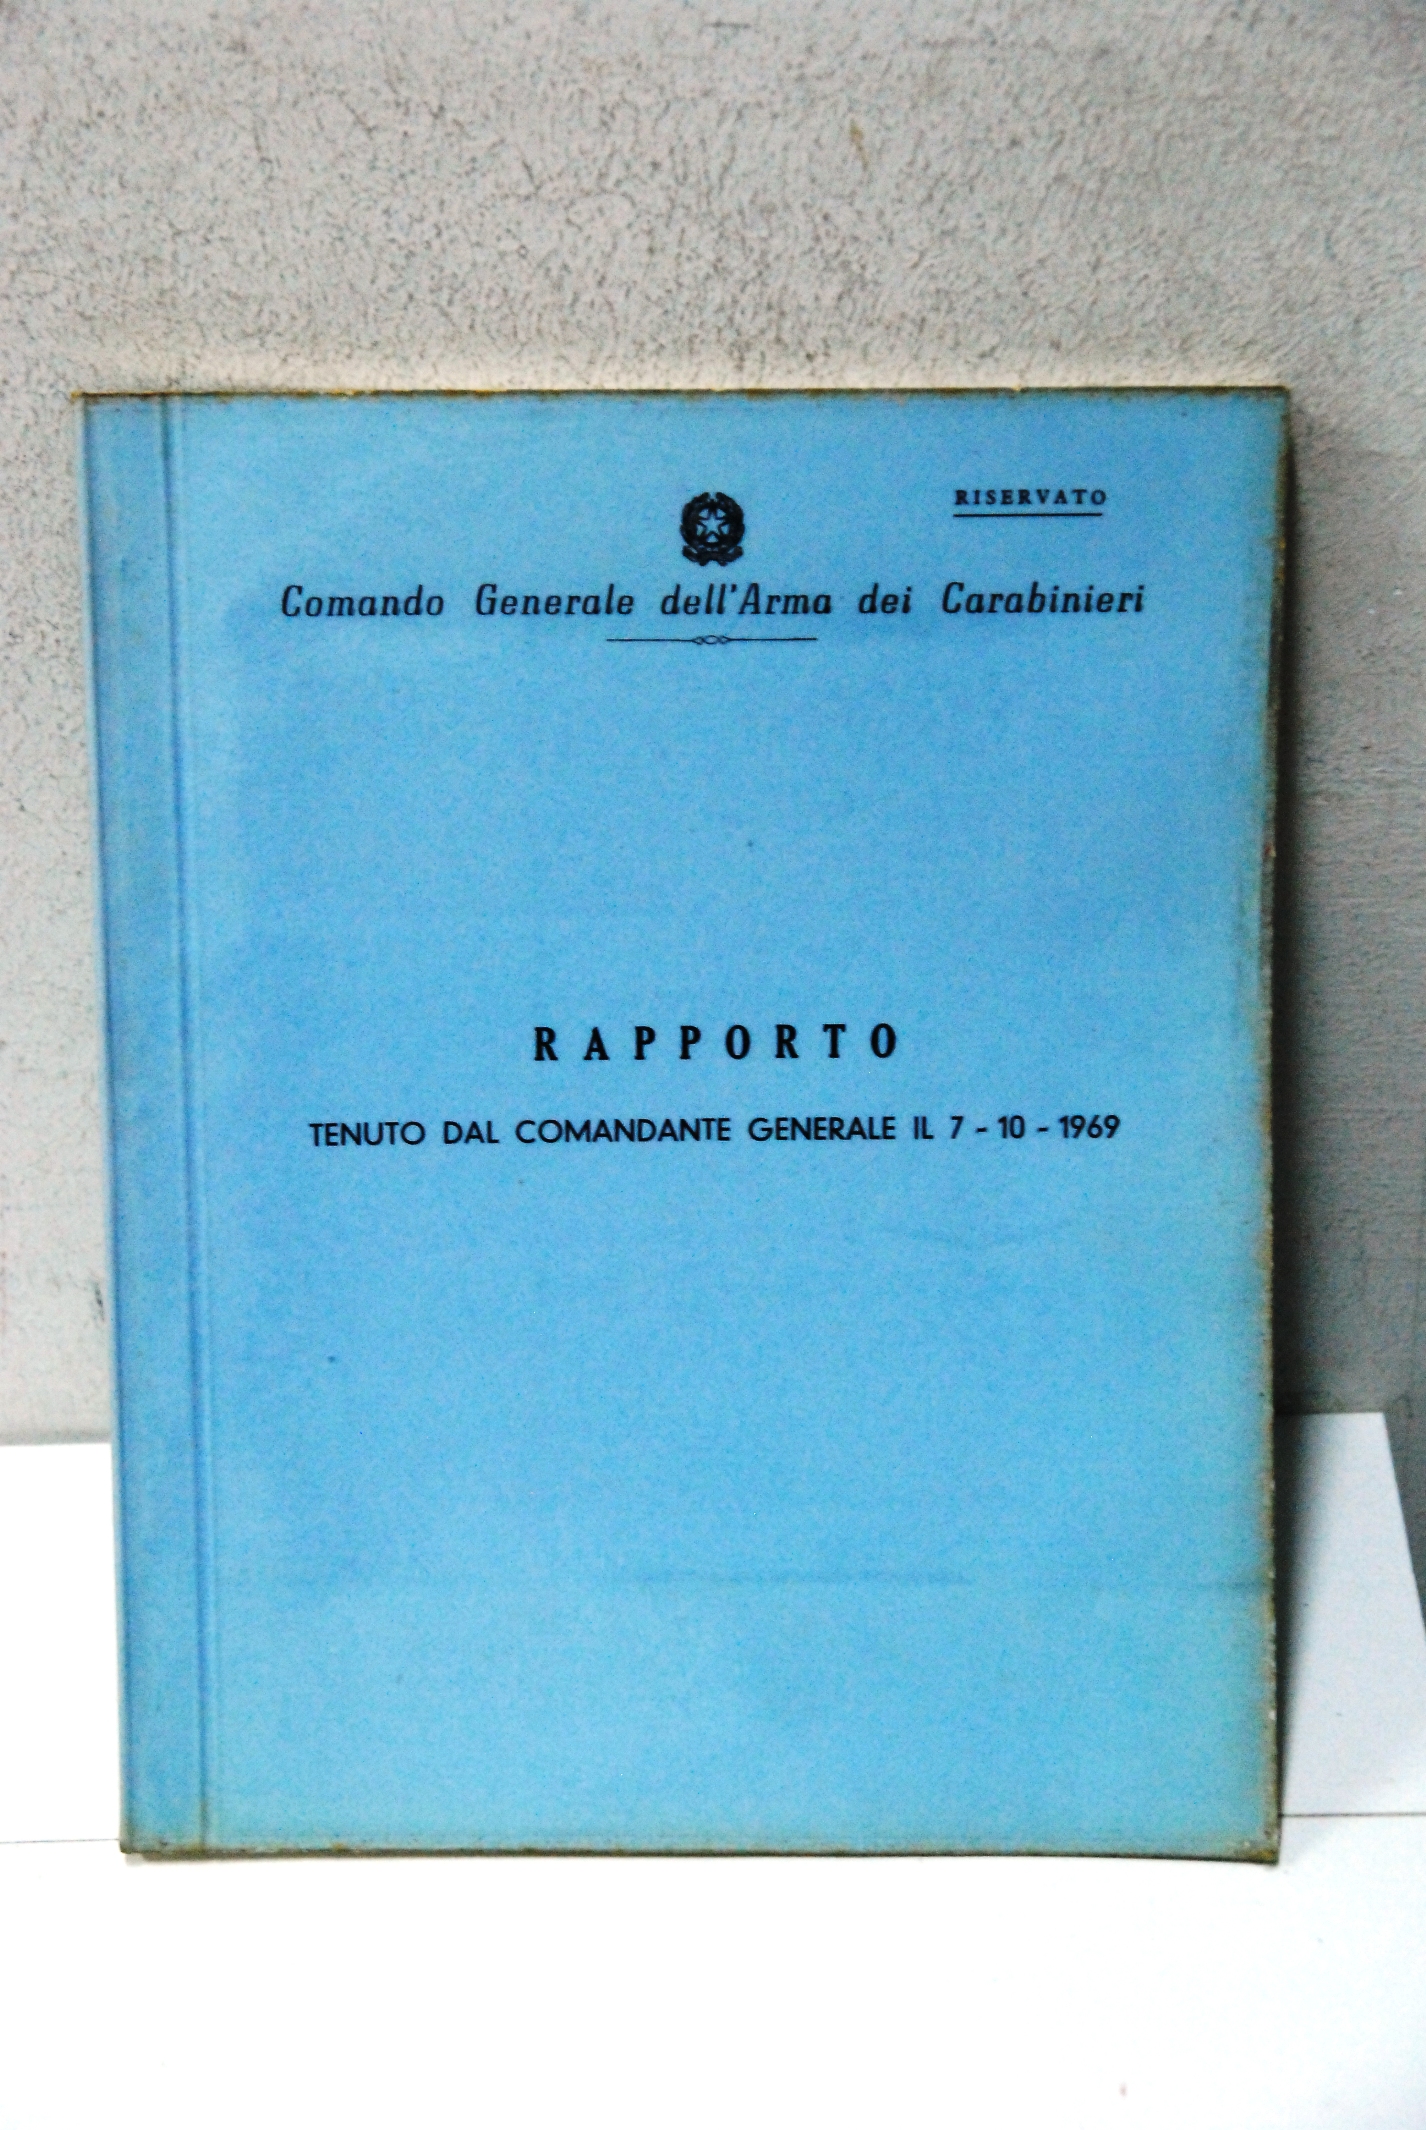 RISERVATO
Comando Generale dell'Arma dei Carabinieri
RAPPORTO
TENUTO DAL COMANDANTE GENERALE IL 7 - 10 - 1969